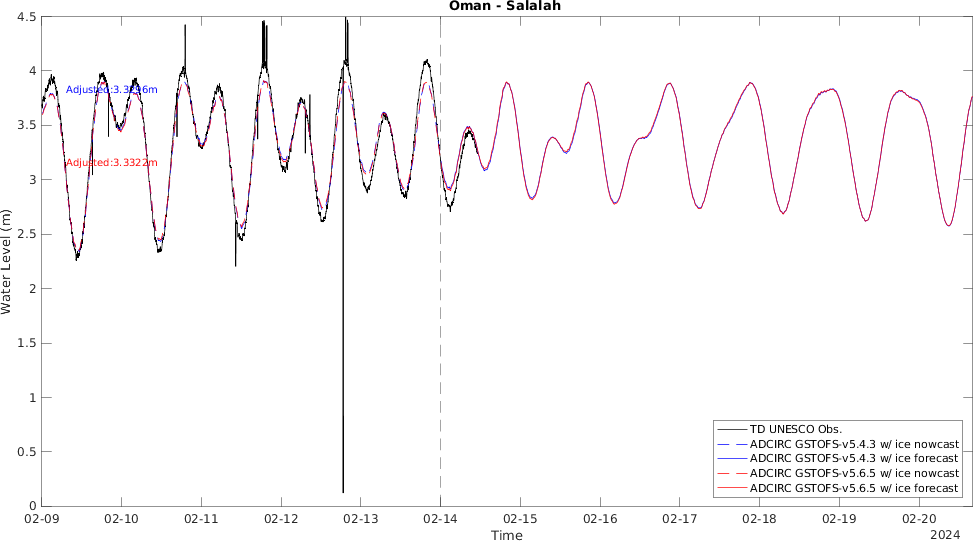 Oman - Salalah
4.5
4
3.5
3
2.5
2
1.5
1
0.5
0
Water Level (m)
Adjusted:3.3296m
Adjusted:3.3322m
TD UNESCO Obs.
ADCIRC GSTOFS-v5.4.3 w/ ice nowcast
ADCIRC GSTOFS-v5.4.3 w/ ice forecast
ADCIRC GSTOFS-v5.6.5 w/ ice nowcast
ADCIRC GSTOFS-v5.6.5 w/ ice forecast
02-09 02-10 02-11 02-12 02-13 02-14 02-15 02-16 02-17 02-18 02-19 02-20
Time
2024